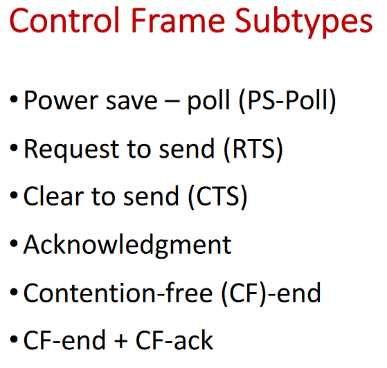 Control Frame Subtypes
• Power save – poll (PS-Poll)
• Request to send (RTS)
• Clear to send (CTS)
• Acknowledgment
• Contention-free (CF)-end
• CF-end + CF-ack